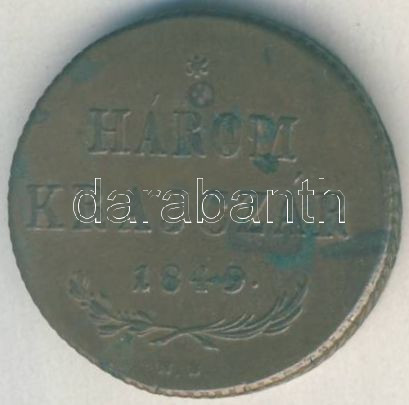 HÁROM
KRAJCZÁR
darabanth
1849.
N.B.